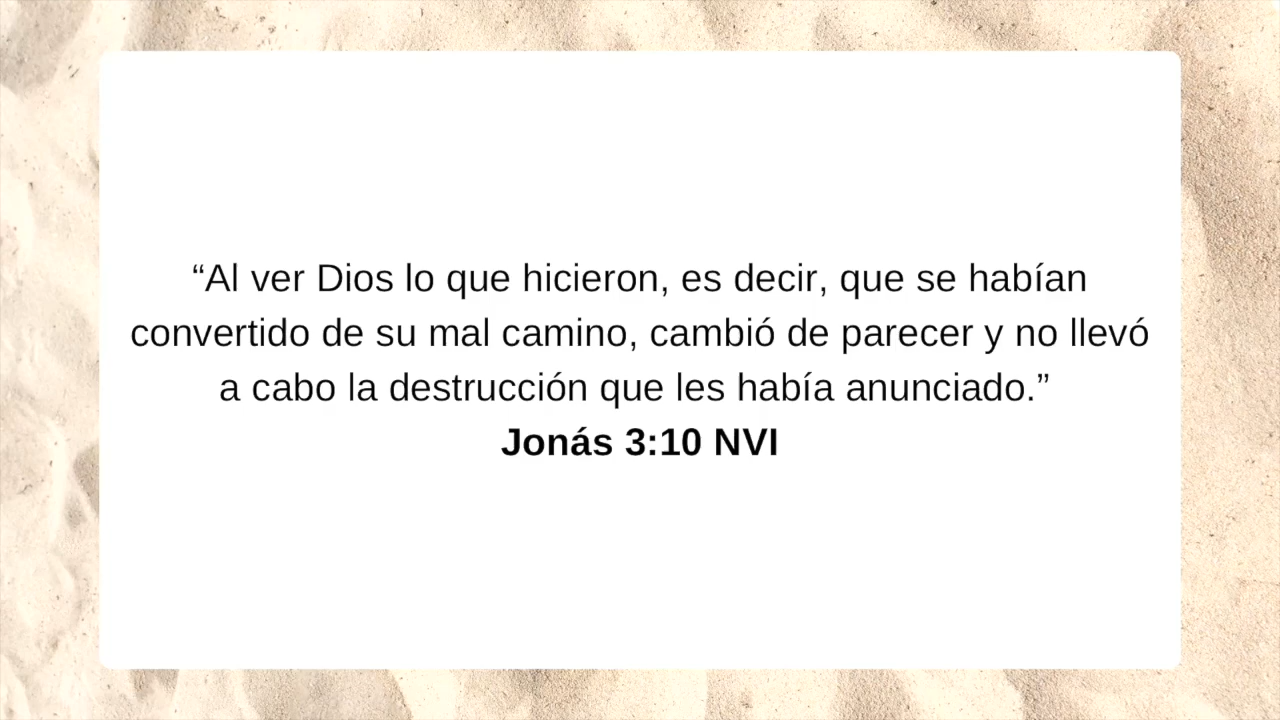 “Al ver Dios lo que hicieron, es decir, que se habían
convertido de su mal camino, cambió de parecer y no llevó
a cabo la destrucción que les había anunciado.”
Jonás 3:10 NVI